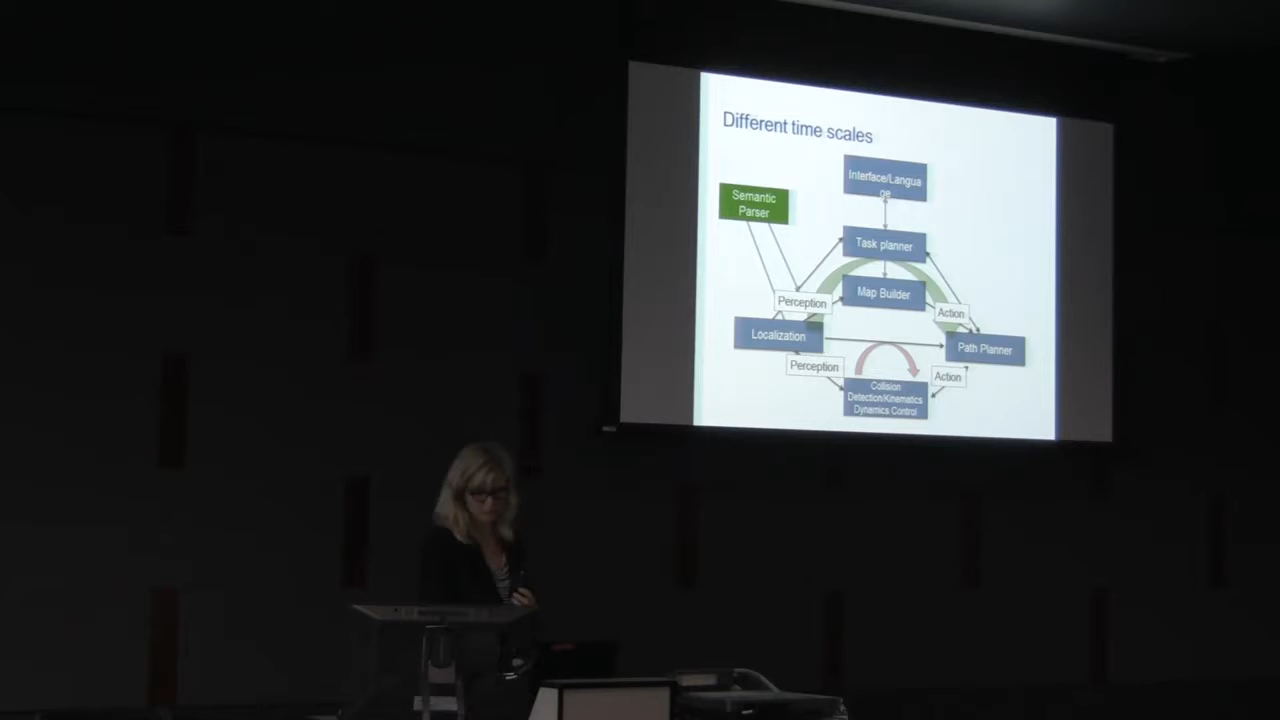 Different time scales
Interface/Langua
ge
Semantic
Parser
Task planner
Map Builder
Perception
Action
Localization
Path Planner
Perception
Action
Collision
Detection/Kinematics
Dynamics Control